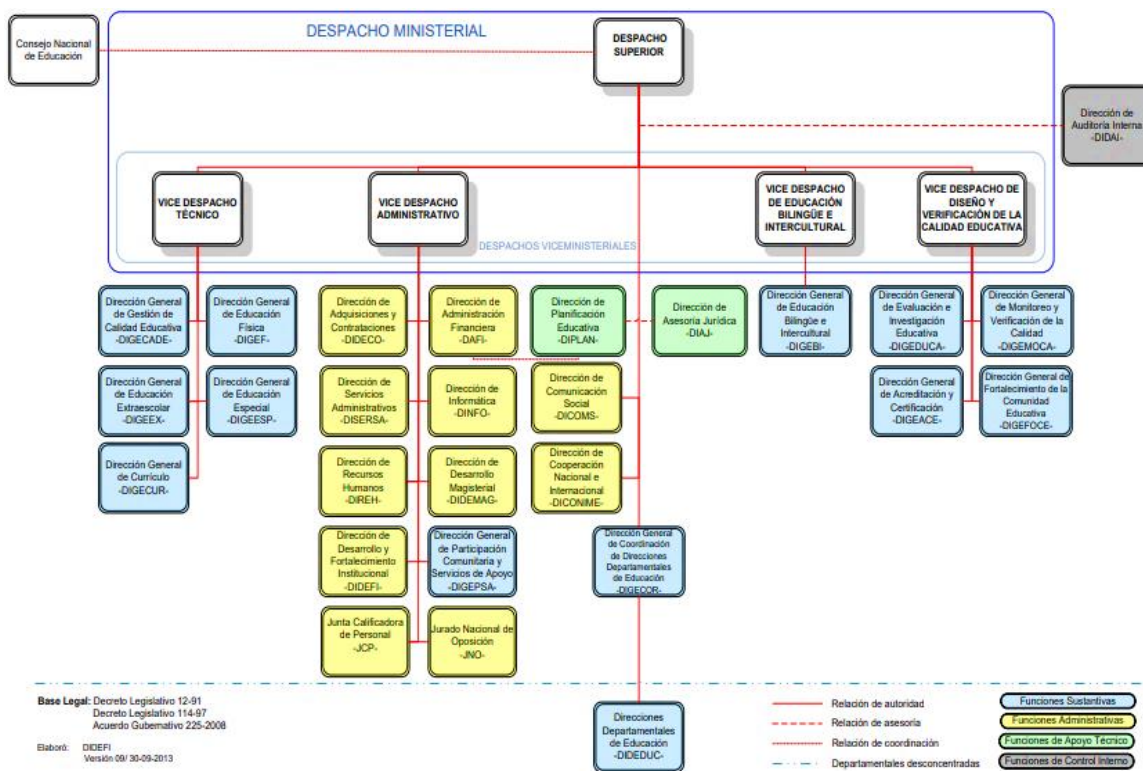 DESPACHO MINISTERIAL
Consejo Nacional
de Educación
DESPACHO
SUPERIOR
Dirección de
Auditoría Interna
-DIDAI-
VICE DESPACHO
TÉCNICO
VICE DESPACHO
ADMINISTRATIVO
VICE DESPACHO
DE EDUCACIÓN
BILINGÜE E
INTERCULTURAL
VICE DESPACHO DE
DISEÑO Y
VERIFICACIÓN DE LA
CALIDAD EDUCATIVA
DESPACHOS VICEMINISTERIALES
Dirección General
de Gestión de
Calidad Educativa
-DIGECADE-
Dirección General
de Educación
Física
-DIGEF-
Dirección de
Adquisiciones y
Contrataciones
-DIDECO-
Dirección de
Administración
Financiera
-DAFI-
Dirección de
Planificación
Educativa
-DIPLAN-
Dirección de
Asesoría Jurídica
-DIAJ-
Dirección General
de Educación
Bilingüe e
Intercultural
-DIGEBI-
Dirección General
de Evaluación e
Investigación
Educativa
-DIGEDUCA-
Dirección General
de Monitoreo y
Verificación de la
Calidad
-DIGEMOCA-
Dirección General
de Educación
Extraescolar
-DIGEEX-
Dirección General
de Educación
Especial
-DIGEESP-
Dirección de
Servicios
Administrativos
-DISERSA-
Dirección de
Informática
-DINFO-
Dirección de
Comunicación
Social
-DICOMS-
Dirección General
de Acreditación y
Certificación
-DIGEACE-
Dirección General de
Fortalecimiento de la
Comunidad
Educativa
-DIGEFOCE-
Dirección General
de Currículo
-DIGECUR-
Dirección de
Recursos
Humanos
-DIREH-
Dirección de
Desarrollo
Magisterial
-DIDEMAG-
Dirección de
Cooperación
Nacional e
Internacional
-DICONIME-
Dirección de
Desarrollo y
Fortalecimiento
Institucional
-DIDEFI-
Dirección General
de Participación
Comunitaria y
Servicios de Apoyo
-DIGEPSA-
Dirección General
de Coordinación
de Direcciones
Departamentales
de Educación
-DIGECOR-
Junta Calificadora
de Personal
-JCP-
Jurado Nacional de
Oposición
-JNO-
Direcciones
Departamentales
de Educación
-DIDEDUC-
Base Legal: Decreto Legislativo 12-91
Decreto Legislativo 114-97
Acuerdo Gubernativo 225-2008
Elaboró: DIDEFI
Versión 09/ 30-09-2013
Relación de autoridad
Relación de asesoría
Relación de coordinación
Departamentales desconcentradas
Funciones Sustantivas
Funciones Administrativas
Funciones de Apoyo Técnico
Funciones de Control Interno